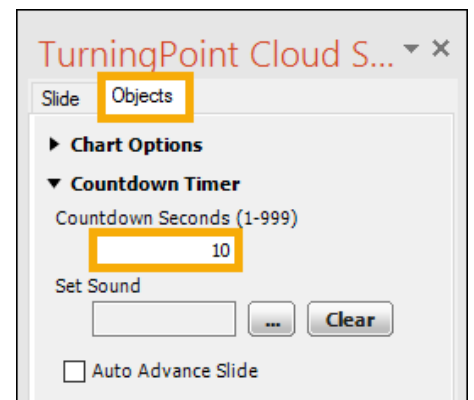 TurningPoint Cloud S...
Slide Objects
Chart Options
Countdown Timer
Countdown Seconds (1-999)
10
Set Sound
... Clear
Auto Advance Slide